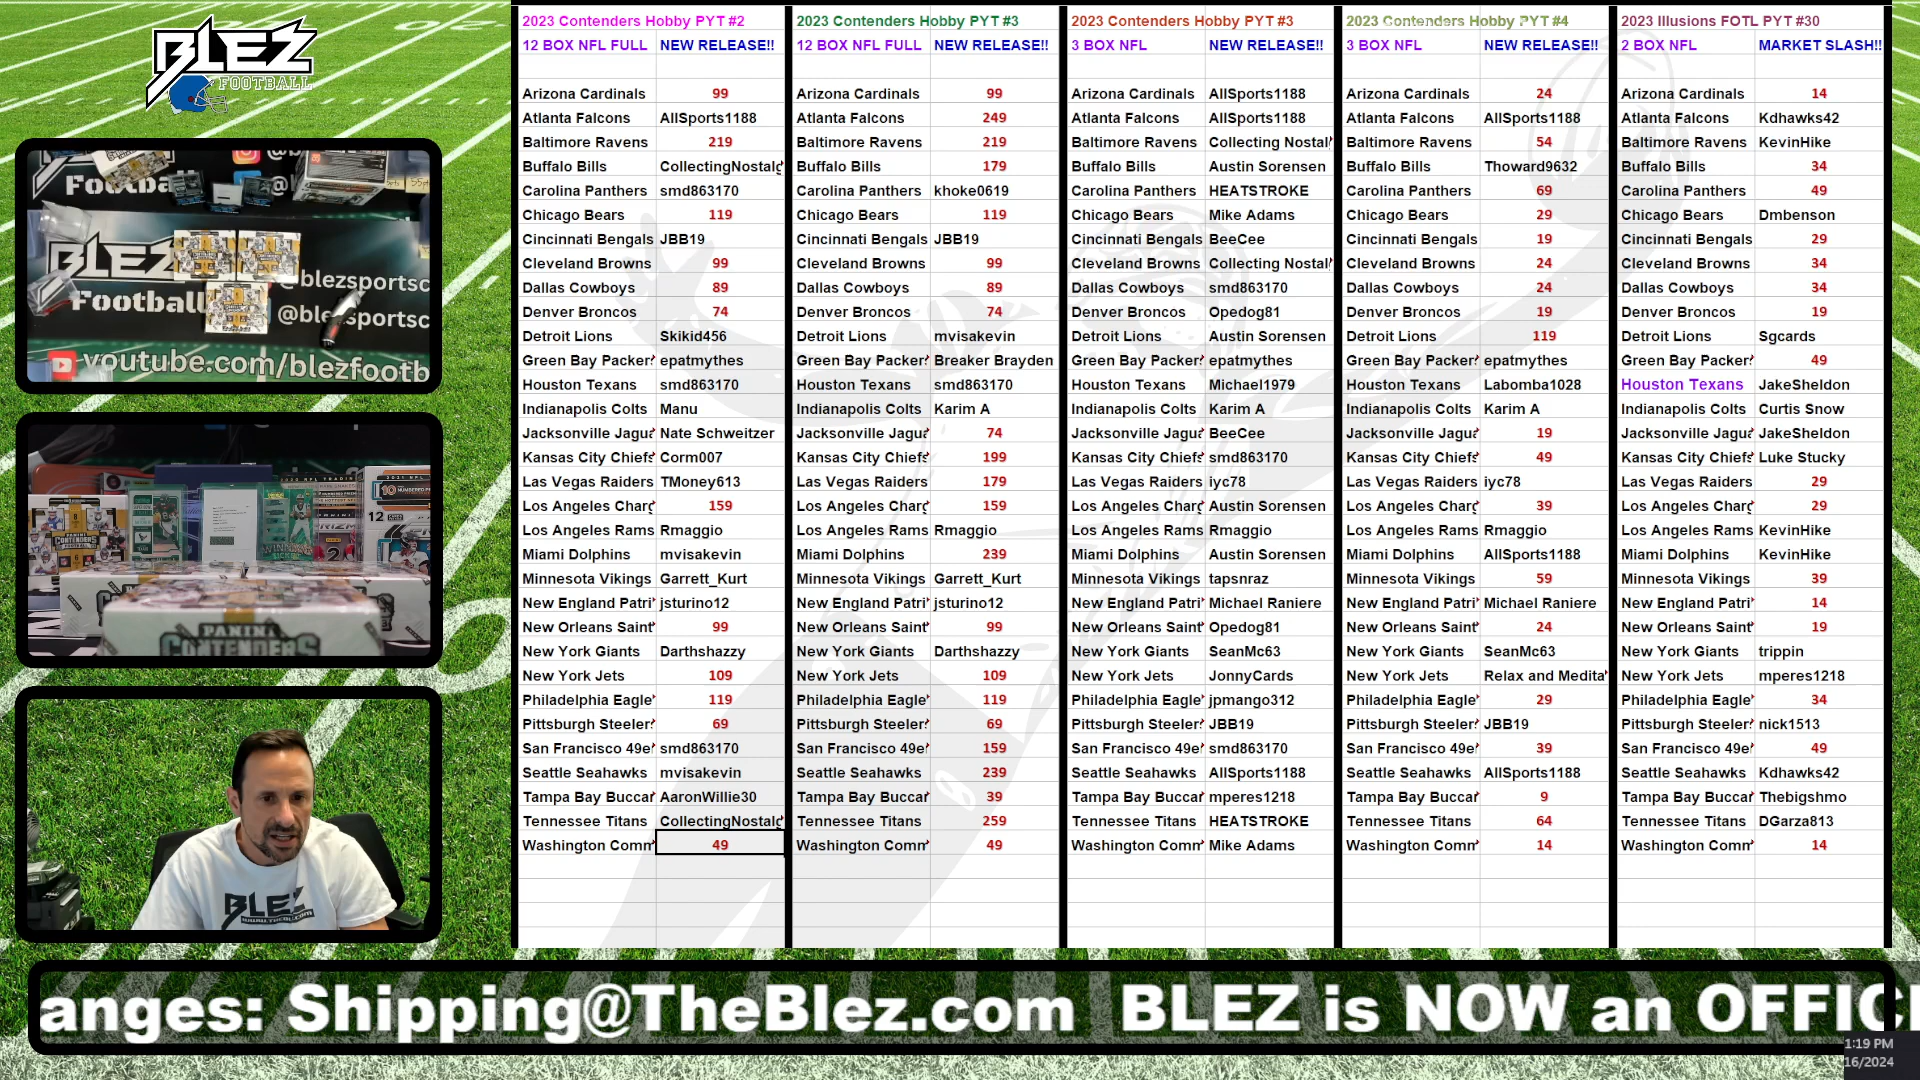 BLEZ
FOOTBALL
Football
BLEZ
@blezsportsc
Football
youtube.com/blezfootb
PANINI
CONTENDERS
BLEZ
2023 Contenders Hobby PYT #2
12 BOX NFL FULL NEW RELEASE!!
Arizona Cardinals 99
Atlanta Falcons AllSports1188
Baltimore Ravens 219
Buffalo Bills CollectingNostalg
Carolina Panthers smd863170
Chicago Bears 119
Cincinnati Bengals JBB19
Cleveland Browns 99
Dallas Cowboys 89
Denver Broncos 74
Detroit Lions Skikid456
Green Bay Packer epatmythes
Houston Texans smd863170
Indianapolis Colts Manu
Jacksonville Jagua Nate Schweitzer
Kansas City Chiefs Corm007
Las Vegas Raiders TMoney613
Los Angeles Charg 159
Los Angeles Rams Rmaggio
Miami Dolphins mvisakevin
Minnesota Vikings Garrett_Kurt
New England Patri jsturino12
New Orleans Saint 99
New York Giants Darthshazzy
New York Jets 109
Philadelphia Eagle 119
Pittsburgh Steeler 69
San Francisco 49e smd863170
Seattle Seahawks mvisakevin
Tampa Bay Buccar AaronWillie30
Tennessee Titans CollectingNostalg
Washington Comm 49
2023 Contenders Hobby PYT #3
12 BOX NFL FULL NEW RELEASE!!
Arizona Cardinals 99
Atlanta Falcons 249
Baltimore Ravens 219
Buffalo Bills 179
Carolina Panthers khoke0619
Chicago Bears 119
Cincinnati Bengals JBB19
Cleveland Browns 99
Dallas Cowboys 89
Denver Broncos 74
Detroit Lions mvisakevin
Green Bay Packer Breaker Brayden
Houston Texans smd863170
Indianapolis Colts Karim A
Jacksonville Jagua 74
Kansas City Chiefs 199
Las Vegas Raiders 179
Los Angeles Charg 159
Los Angeles Rams Rmaggio
Miami Dolphins 239
Minnesota Vikings Garrett_Kurt
New England Patri jsturino12
New Orleans Saint 99
New York Giants Darthshazzy
New York Jets 109
Philadelphia Eagle 119
Pittsburgh Steeler 69
San Francisco 49e 159
Seattle Seahawks 239
Tampa Bay Buccar 39
Tennessee Titans 259
Washington Comm 49
2023 Contenders Hobby PYT #3
3 BOX NFL NEW RELEASE!!
Arizona Cardinals AllSports1188
Atlanta Falcons AllSports1188
Baltimore Ravens Collecting Nostal
Buffalo Bills Austin Sorensen
Carolina Panthers HEATSTROKE
Chicago Bears Mike Adams
Cincinnati Bengals BeeCee
Cleveland Browns Collecting Nostal
Dallas Cowboys smd863170
Denver Broncos Opedog81
Detroit Lions Austin Sorensen
Green Bay Packer epatmythes
Houston Texans Michael1979
Indianapolis Colts Karim A
Jacksonville Jagua BeeCee
Kansas City Chiefs smd863170
Las Vegas Raiders iyc78
Los Angeles Charg Austin Sorensen
Los Angeles Rams Rmaggio
Miami Dolphins Austin Sorensen
Minnesota Vikings tapsnraz
New England Patri Michael Raniere
New Orleans Saint Opedog81
New York Giants SeanMc63
New York Jets JonnyCards
Philadelphia Eagle jpmango312
Pittsburgh Steeler JBB19
San Francisco 49e smd863170
Seattle Seahawks AllSports1188
Tampa Bay Buccar mperes1218
Tennessee Titans HEATSTROKE
Washington Comm Mike Adams
2023 Contenders Hobby PYT #4
3 BOX NFL NEW RELEASE!!
Arizona Cardinals 24
Atlanta Falcons AllSports1188
Baltimore Ravens 54
Buffalo Bills Thoward9632
Carolina Panthers 69
Chicago Bears 29
Cincinnati Bengals 19
Cleveland Browns 24
Dallas Cowboys 24
Denver Broncos 19
Detroit Lions 119
Green Bay Packer epatmythes
Houston Texans Labomba1028
Indianapolis Colts Karim A
Jacksonville Jagua 19
Kansas City Chiefs 49
Las Vegas Raiders iyc78
Los Angeles Charg 39
Los Angeles Rams Rmaggio
Miami Dolphins AllSports1188
Minnesota Vikings 59
New England Patri Michael Raniere
New Orleans Saint 24
New York Giants SeanMc63
New York Jets Relax and Medita
Philadelphia Eagle 29
Pittsburgh Steeler JBB19
San Francisco 49e 39
Seattle Seahawks AllSports1188
Tampa Bay Buccar 9
Tennessee Titans 64
Washington Comm 14
2023 Illusions FOTL PYT #30
2 BOX NFL MARKET SLASH!!
Arizona Cardinals 14
Atlanta Falcons Kdhawks42
Baltimore Ravens KevinHike
Buffalo Bills 34
Carolina Panthers 49
Chicago Bears Dmbenson
Cincinnati Bengals 29
Cleveland Browns 34
Dallas Cowboys 34
Denver Broncos 19
Detroit Lions Sgcards
Green Bay Packer 49
Houston Texans JakeSheldon
Indianapolis Colts Curtis Snow
Jacksonville Jagua JakeSheldon
Kansas City Chiefs Luke Stucky
Las Vegas Raiders 29
Los Angeles Charg 29
Los Angeles Rams KevinHike
Miami Dolphins KevinHike
Minnesota Vikings 39
New England Patri 14
New Orleans Saint 19
New York Giants trippin
New York Jets mperes1218
Philadelphia Eagle 34
Pittsburgh Steeler nick1513
San Francisco 49e 49
Seattle Seahawks Kdhawks42
Tampa Bay Buccar Thebigshmo
Tennessee Titans DGarza813
Washington Comm 14
anges: Shipping@TheBlez.com BLEZ is NOW an OFFIC
1:19 PM
16/2024